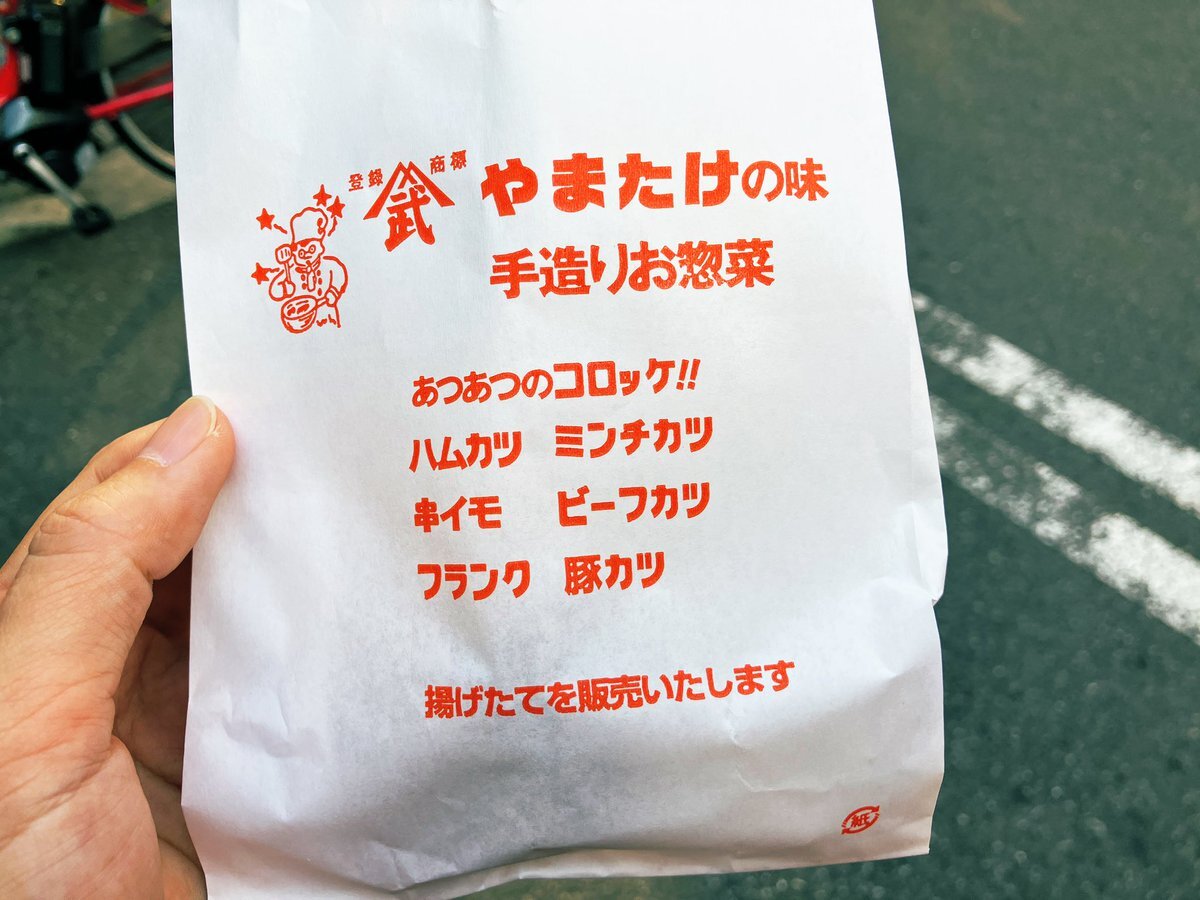 登録 商標
武
やまたけの味
手造りお惣菜
あつあつのコロッケ!!
ハムカツ ミンチカツ
串イモ ビーフカツ
フランク 豚カツ
揚げたてを販売いたします
紙